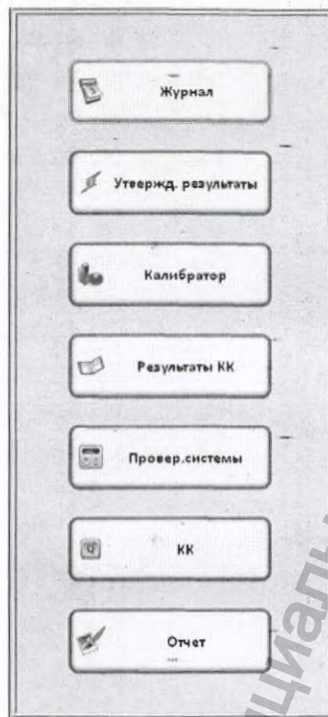 Журнал
Утвержд. результаты
Калибратор
Результаты КК
Провер.системы
КК
Отчет